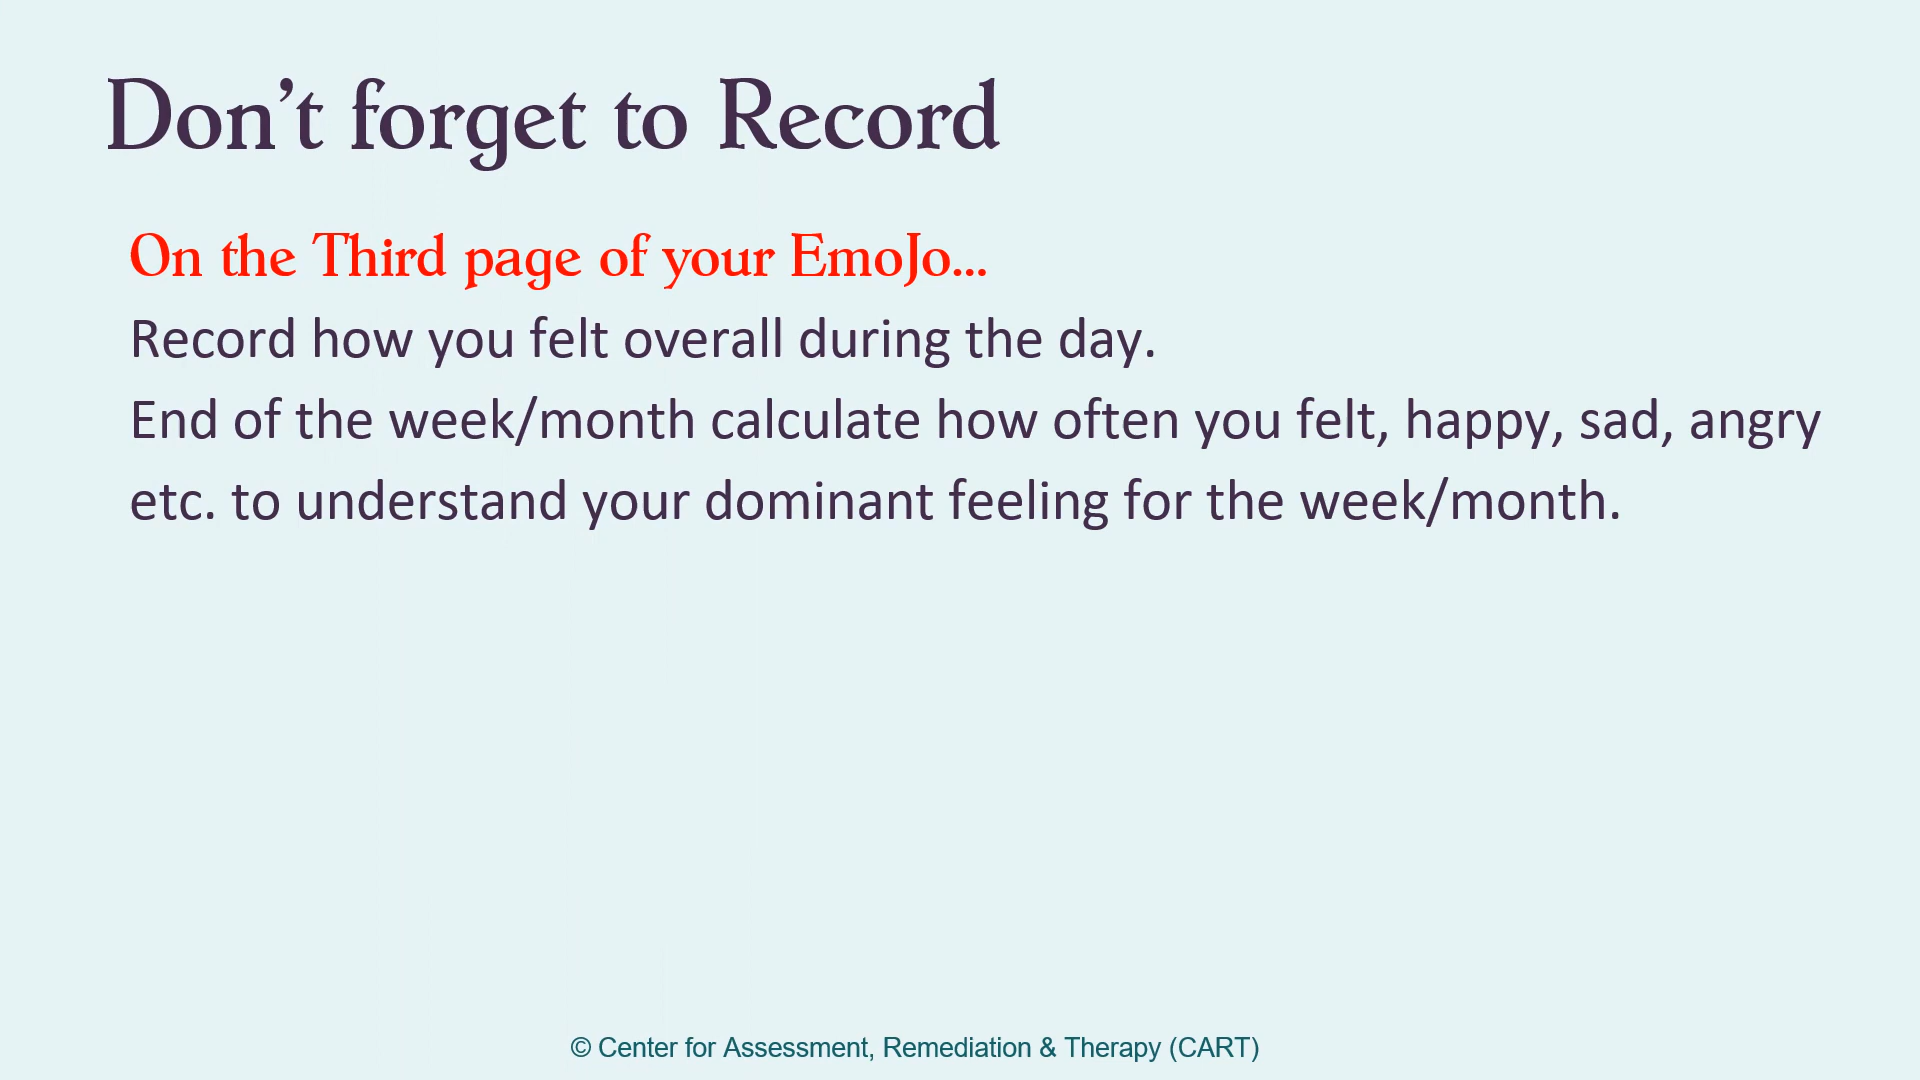 Don’t forget to Record
On the Third page of your EmoJo...
Record how you felt overall during the day.
End of the week/month calculate how often you felt, happy, sad, angry
etc. to understand your dominant feeling for the week/month.
© Center for Assessment, Remediation & Therapy (CART)